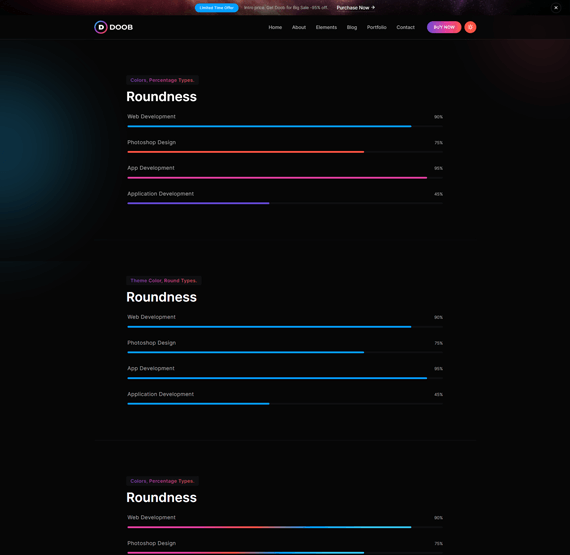 Limited Time Offer
Intro price. Get Doob for Big Sale -95% off.
Purchase Now
DOOB
Home
About
Elements
Blog
Portfolio
Contact
BUY NOW
Colors, Percentage Types.
Roundness
Web Development
90%
Photoshop Design
75%
App Development
95%
Application Development
45%
Theme Color, Round Types.
Roundness
Web Development
90%
Photoshop Design
75%
App Development
95%
Application Development
45%
Colors, Percentage Types.
Roundness
Web Development
90%
Photoshop Design
75%